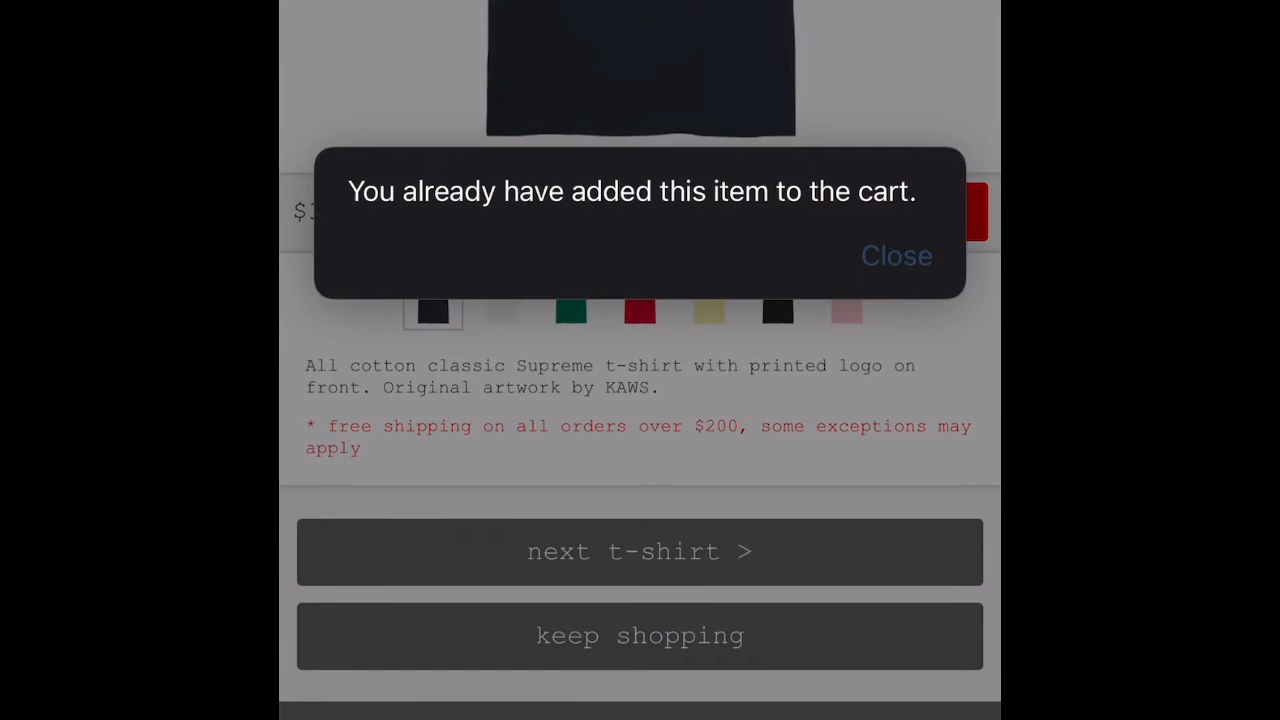 You already have added this item to the cart.
$
Close
All cotton classic Supreme t-shirt with printed logo on
front. Original artwork by KAWS.
* free shipping on all orders over $200, some exceptions may
apply
next t-shirt >
keep shopping